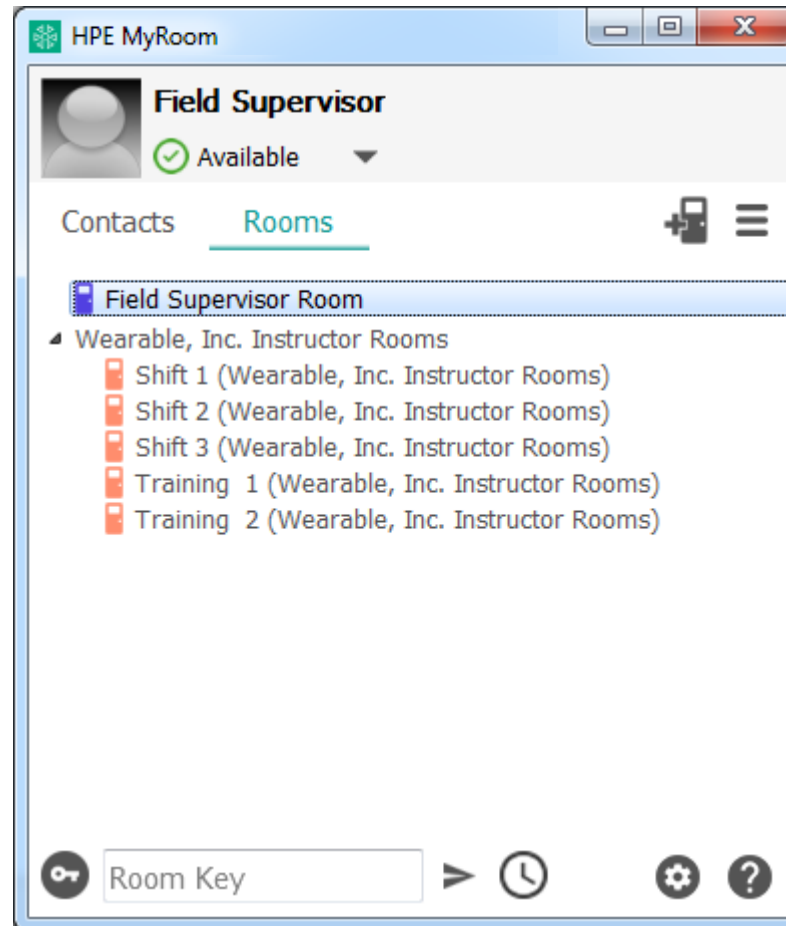 HPE MyRoom
Field Supervisor
Available
Contacts Rooms
Field Supervisor Room
Wearable, Inc. Instructor Rooms
Shift 1 (Wearable, Inc. Instructor Rooms)
Shift 2 (Wearable, Inc. Instructor Rooms)
Shift 3 (Wearable, Inc. Instructor Rooms)
Training  1 (Wearable, Inc. Instructor Rooms)
Training  2 (Wearable, Inc. Instructor Rooms)
Room Key